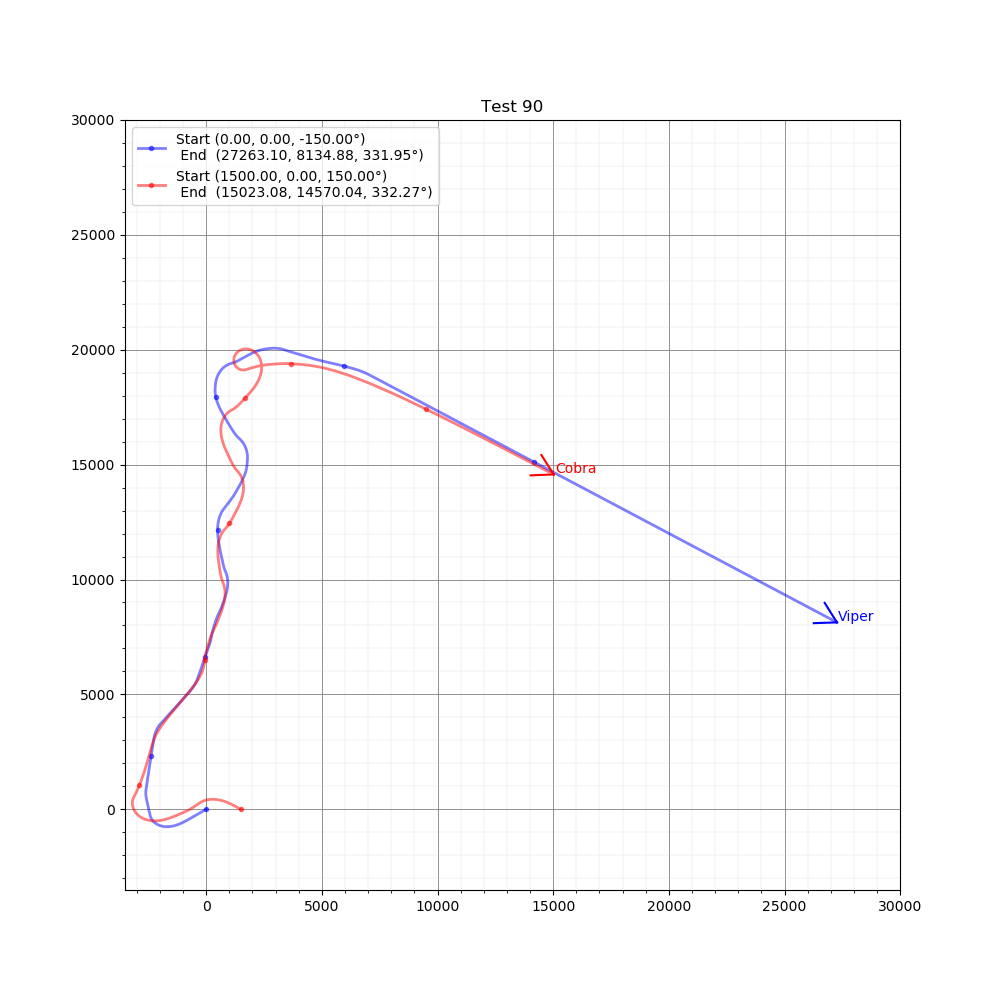 Test 90
30000
25000
20000
15000
10000
5000
0
Start (0.00, 0.00, -150.00°)
End (27263.10, 8134.88, 331.95°)
Start (1500.00, 0.00, 150.00°)
End (15023.08, 14570.04, 332.27°)
Cobra
Viper
0
5000
10000
15000
20000
25000
30000